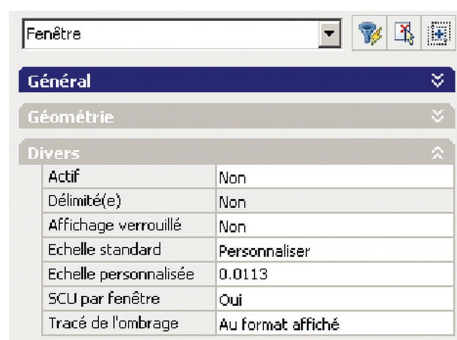 Fenêtre
Général
Géométrie
Divers
Actif Non
Délimité(e) Non
Affichage verrouillé Non
Echelle standard Personnaliser
Echelle personnalisée 0.0113
SCU par fenêtre Oui
Tracé de l'ombrage Au format affiché